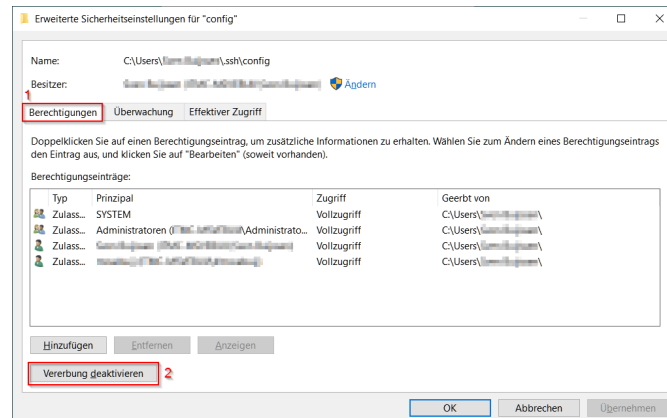 Erweiterte Sicherheitseinstellungen für "config"
Name: C:\Users\ \.ssh\config
Besitzer: Ändern
1
Berechtigungen Überwachung Effektiver Zugriff
Doppelklicken Sie auf einen Berechtigungseintrag, um zusätzliche Informationen zu erhalten. Wählen Sie zum Ändern eines Berechtigungseintrags
den Eintrag aus, und klicken Sie auf "Bearbeiten" (soweit vorhanden).
Berechtigungseinträge:
Typ Prinzipal Zugriff Geerbt von
Zulass... SYSTEM Vollzugriff C:\Users\ \
Zulass... Administratoren ( \Administrato... Vollzugriff C:\Users\ \
Zulass... Vollzugriff C:\Users\ \
Zulass... Vollzugriff C:\Users\ \
Hinzufügen Entfernen Anzeigen
Vererbung deaktivieren 2
OK Abbrechen Übernehmen